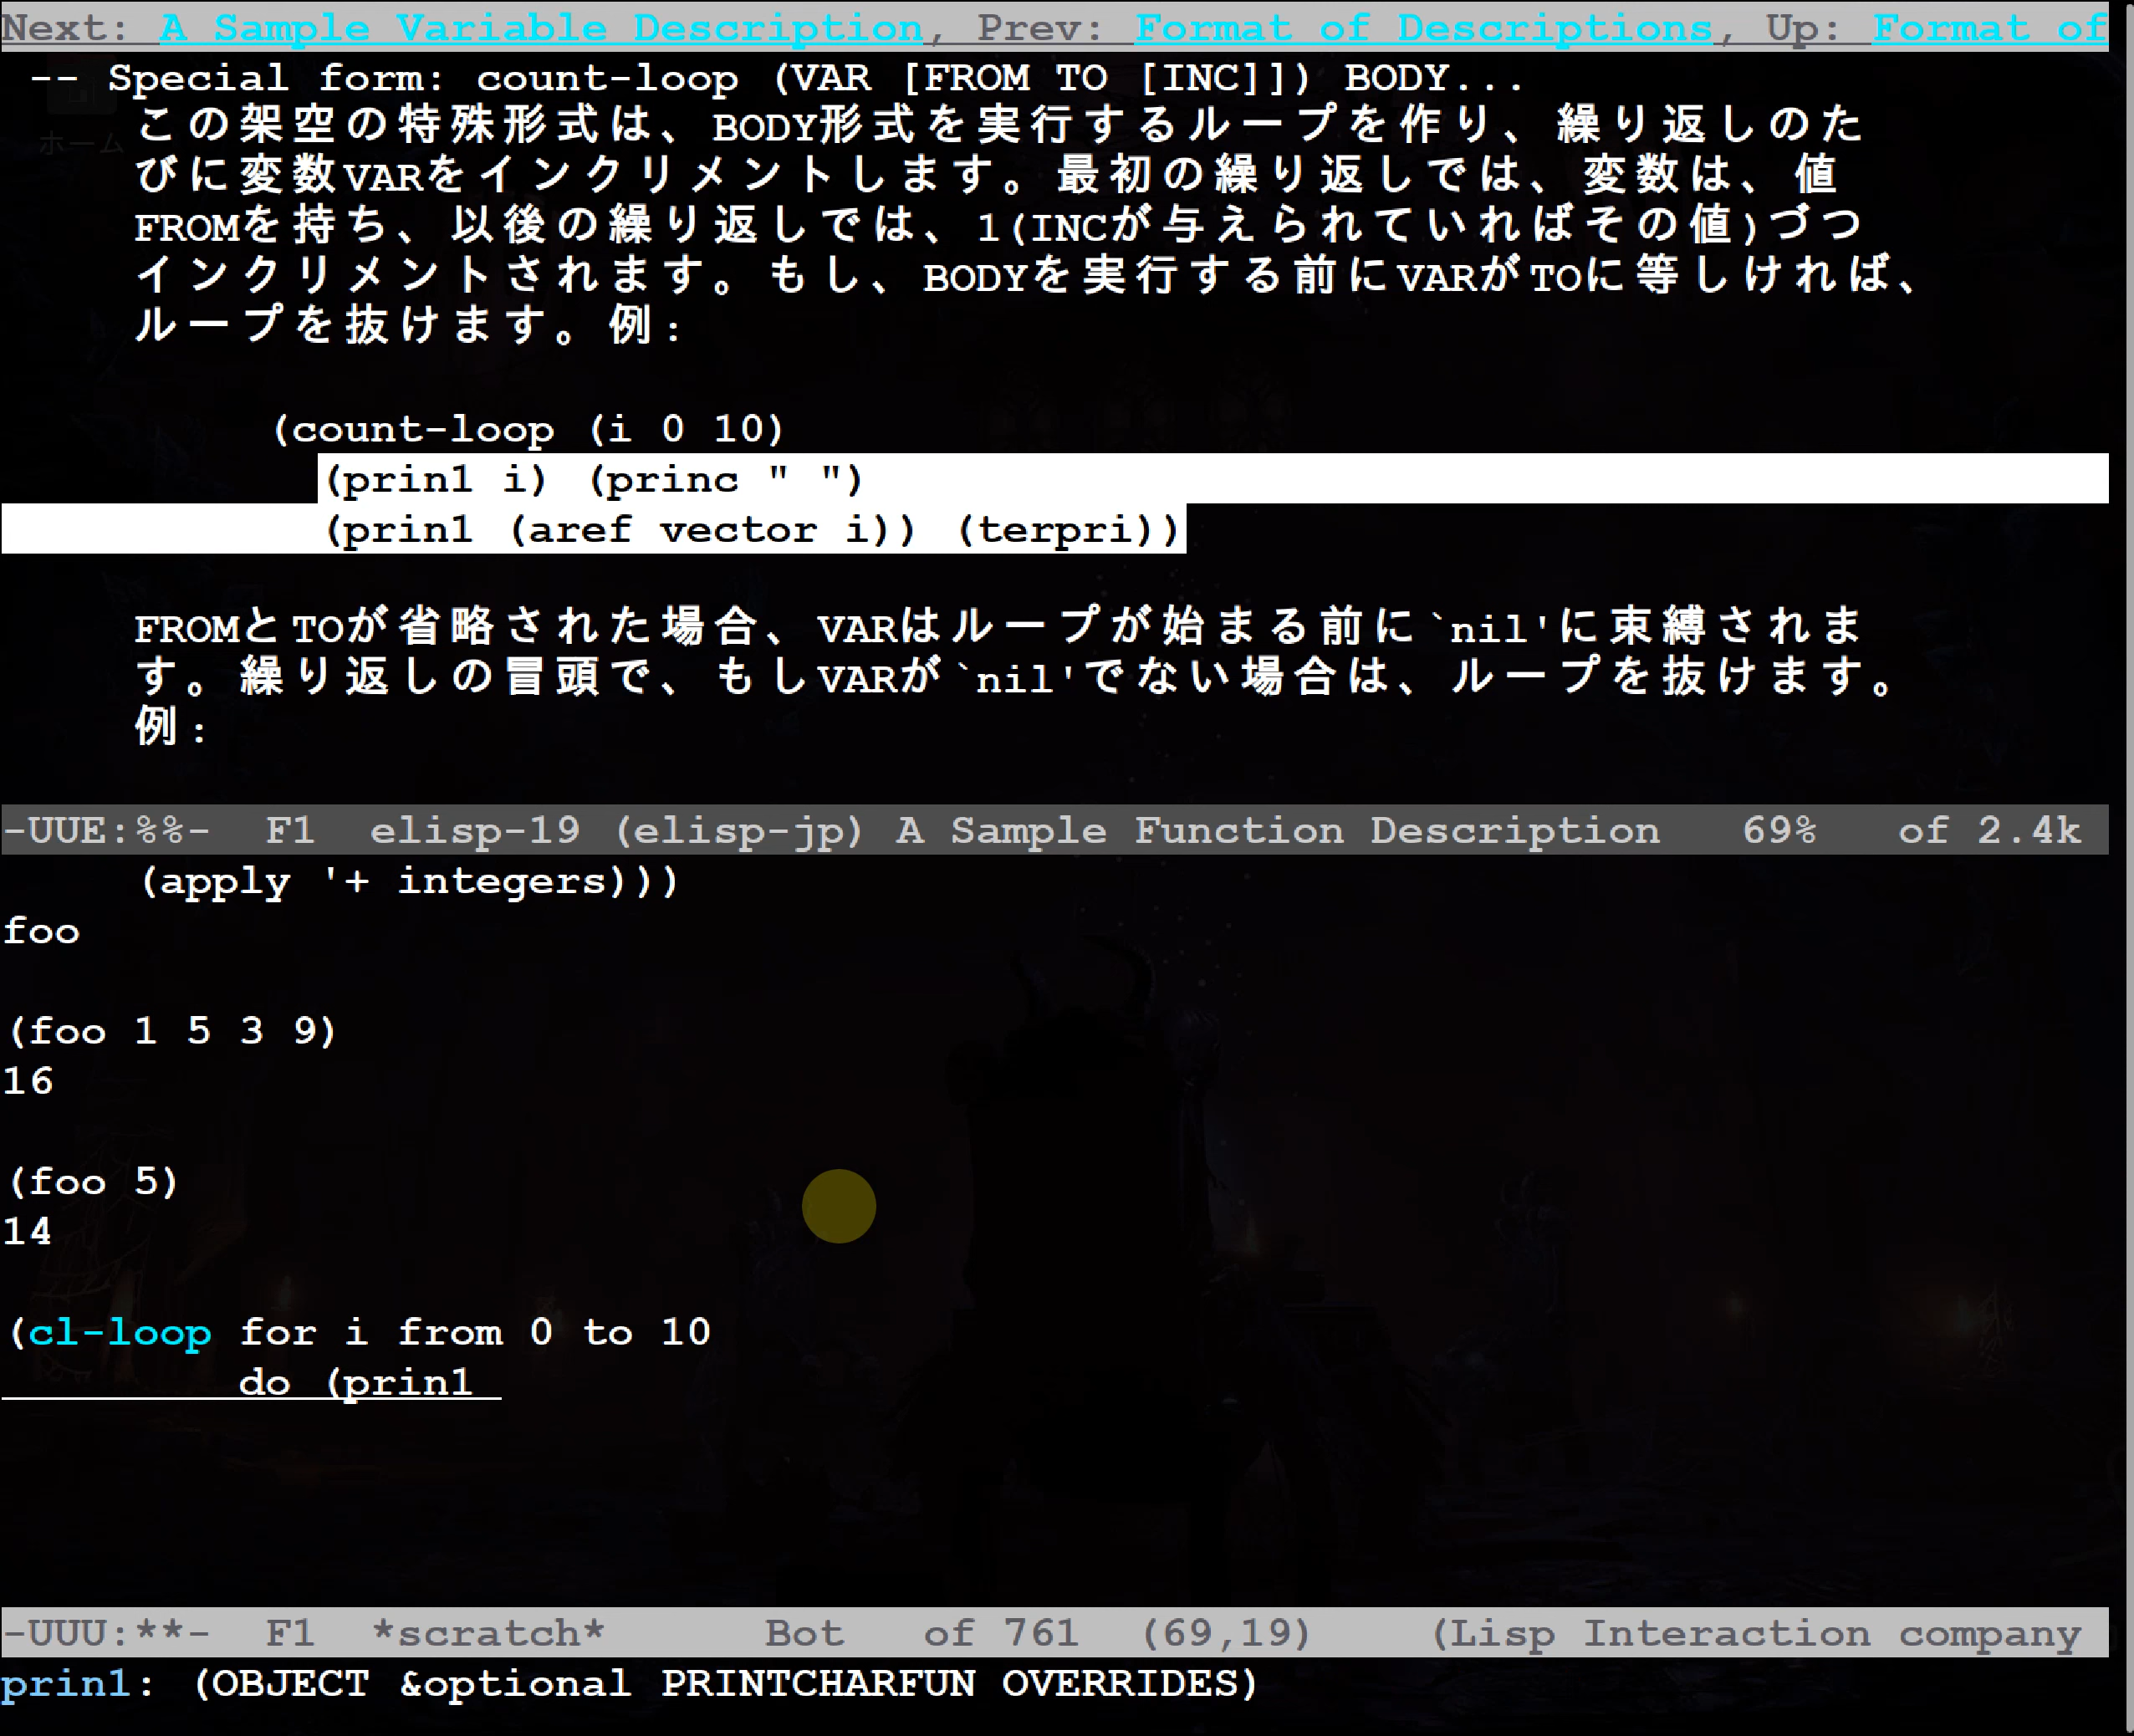 Next: A Sample Variable Description, Prev: Format of Descriptions, Up: Format of
-- Special form: count-loop (VAR [FROM TO [INC]]) BODY...
この架空の特殊形式は、BODY形式を実行するループを作り、繰り返しのた
びに変数VARをインクリメントします。最初の繰り返しでは、変数は、値
FROMを持ち、以後の繰り返しでは、1(INCが与えられていればその値)づつ
インクリメントされます。もし、BODYを実行する前にVARがTOに等しければ、
ループを抜けます。例:
(count-loop (i 0 10)
(prin1 i) (princ " ")
(prin1 (aref vector i)) (terpri))
FROMとTOが省略された場合、VARはループが始まる前に`nil'に束縛されま
す。繰り返しの冒頭で、もしVARが`nil'でない場合は、ループを抜けます。
例:
-UUE:%%-  F1  elisp-19 (elisp-jp) A Sample Function Description   69%   of 2.4k
(apply '+ integers)))
foo
(foo 1 5 3 9)
16
(foo 5)
14
(cl-loop for i from 0 to 10
do (prin1
-UUU:**-  F1  *scratch*      Bot   of 761  (69,19)    (Lisp Interaction company
prin1: (OBJECT &optional PRINTCHARFUN OVERRIDES)
ホーム